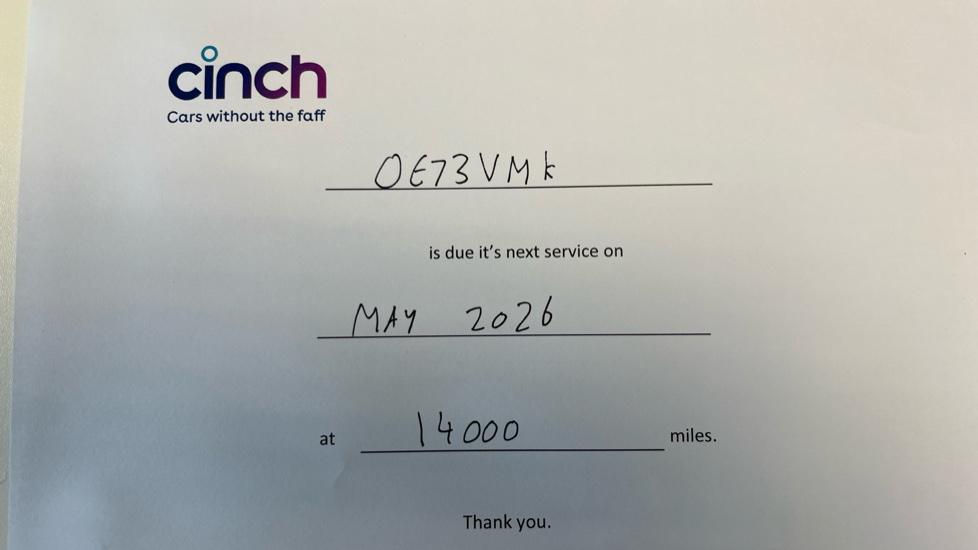 cinch
Cars without the faff
OE73VMk
is due it's next service on
MAY 2026
at 14000 miles.
Thank you.